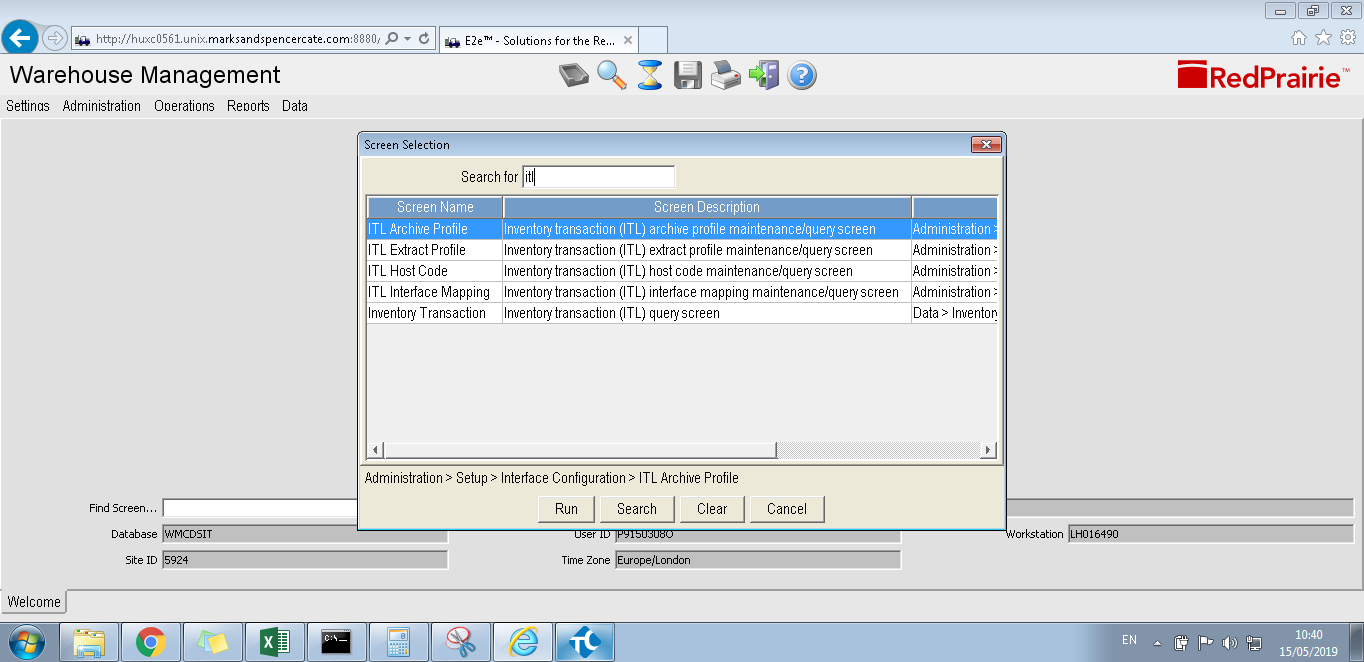 http://huxc0561.unix.marksandspencercate.com:8880/
E2e™ - Solutions for the Re...
Warehouse Management
RedPrairie™
Settings Administration Operations Reports Data
Screen Selection
Search for itl
Screen Name Screen Description
ITL Archive Profile Inventory transaction (ITL) archive profile maintenance/query screen Administration >
ITL Extract Profile Inventory transaction (ITL) extract profile maintenance/query screen Administration >
ITL Host Code Inventory transaction (ITL) host code maintenance/query screen Administration >
ITL Interface Mapping Inventory transaction (ITL) interface mapping maintenance/query screen Administration >
Inventory Transaction Inventory transaction (ITL) query screen Data > Inventory
Administration > Setup > Interface Configuration > ITL Archive Profile
Run Search Clear Cancel
Find Screen...
Database WMCDSIT User ID Workstation LH016490
Site ID 5924 Time Zone Europe/London
Welcome
EN 10:40
15/05/2019